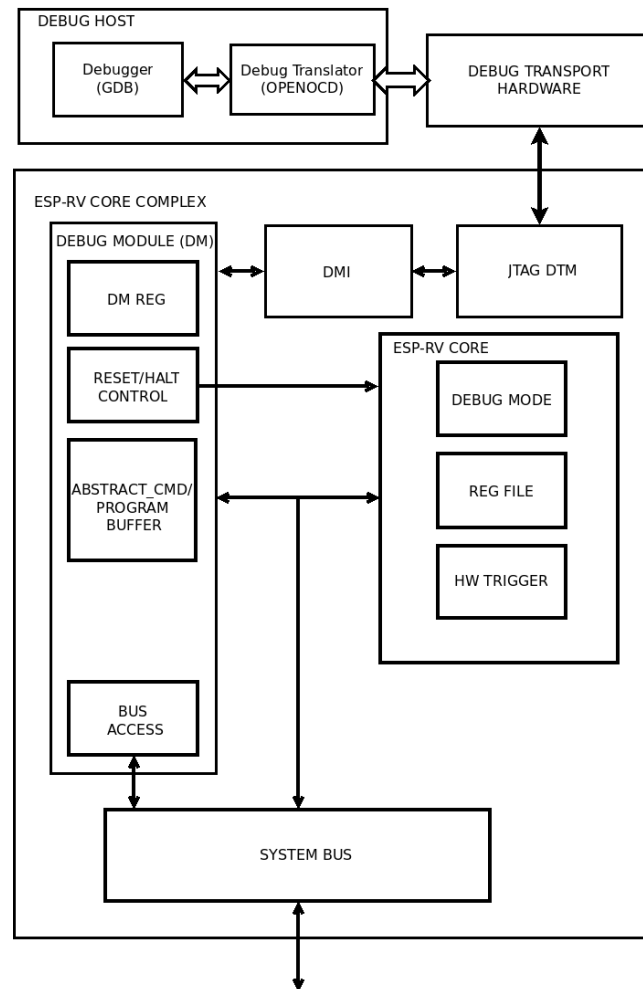 DEBUG HOST
Debugger
(GDB)
Debug Translator
(OPENOCD)
DEBUG TRANSPORT
HARDWARE
ESP-RV CORE COMPLEX
DEBUG MODULE (DM)
DMI
JTAG DTM
DM REG
RESET/HALT
CONTROL
ABSTRACT_CMD/
PROGRAM
BUFFER
BUS
ACCESS
ESP-RV CORE
DEBUG MODE
REG FILE
HW TRIGGER
SYSTEM BUS